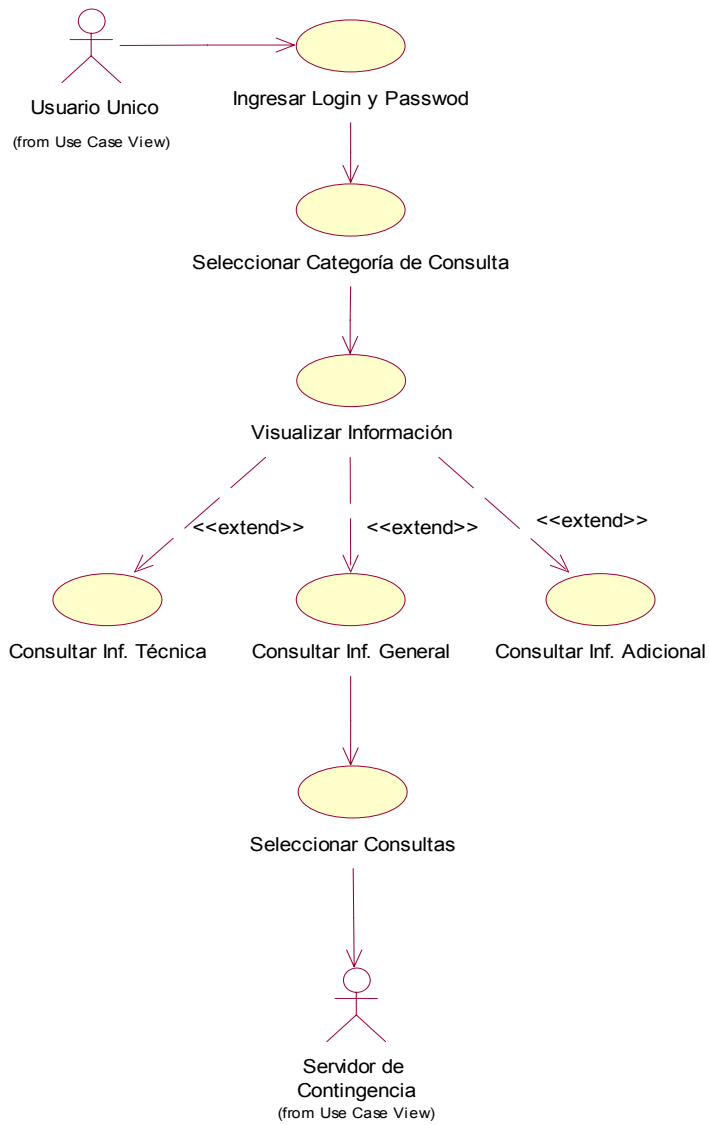 Usuario Unico
(from Use Case View)
Ingresar Login y Passwod
Seleccionar Categoría de Consulta
Visualizar Información
<<extend>>
<<extend>>
<<extend>>
Consultar Inf. Técnica
Consultar Inf. General
Consultar Inf. Adicional
Seleccionar Consultas
Servidor de
Contingencia
(from Use Case View)